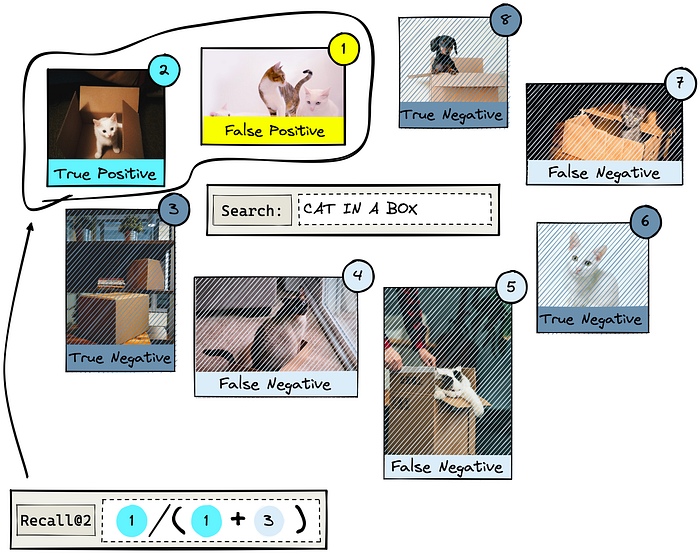 8
1
7
2
True Negative
False Positive
True Positive
False Negative
3
Search: CAT IN A BOX
6
4
5
True Negative
True Negative
False Negative
False Negative
Recall@2 1/(1 + 3)